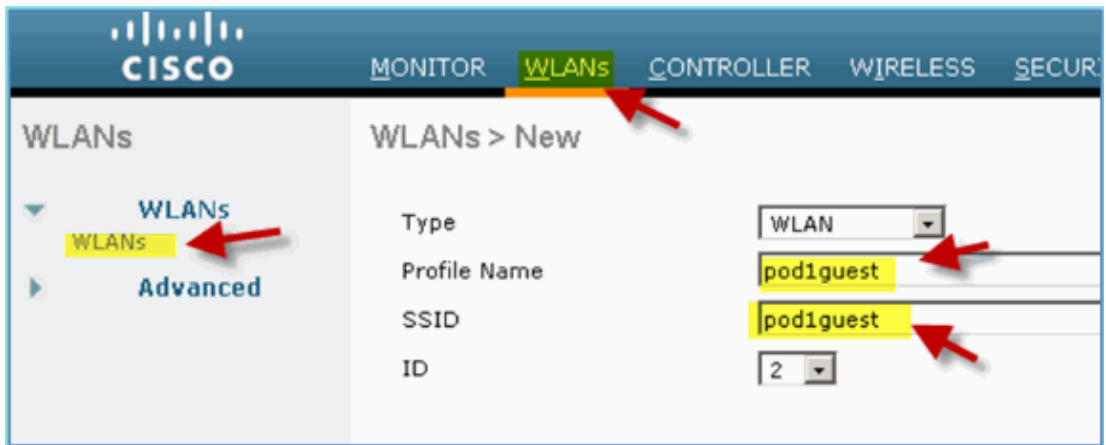 CISCO
MONITOR WLANs CONTROLLER WIRELESS
WLANs
WLANs > New
WLANs
WLANs
Advanced
Type WLAN
Profile Name pod1guest
SSID pod1guest
ID 2